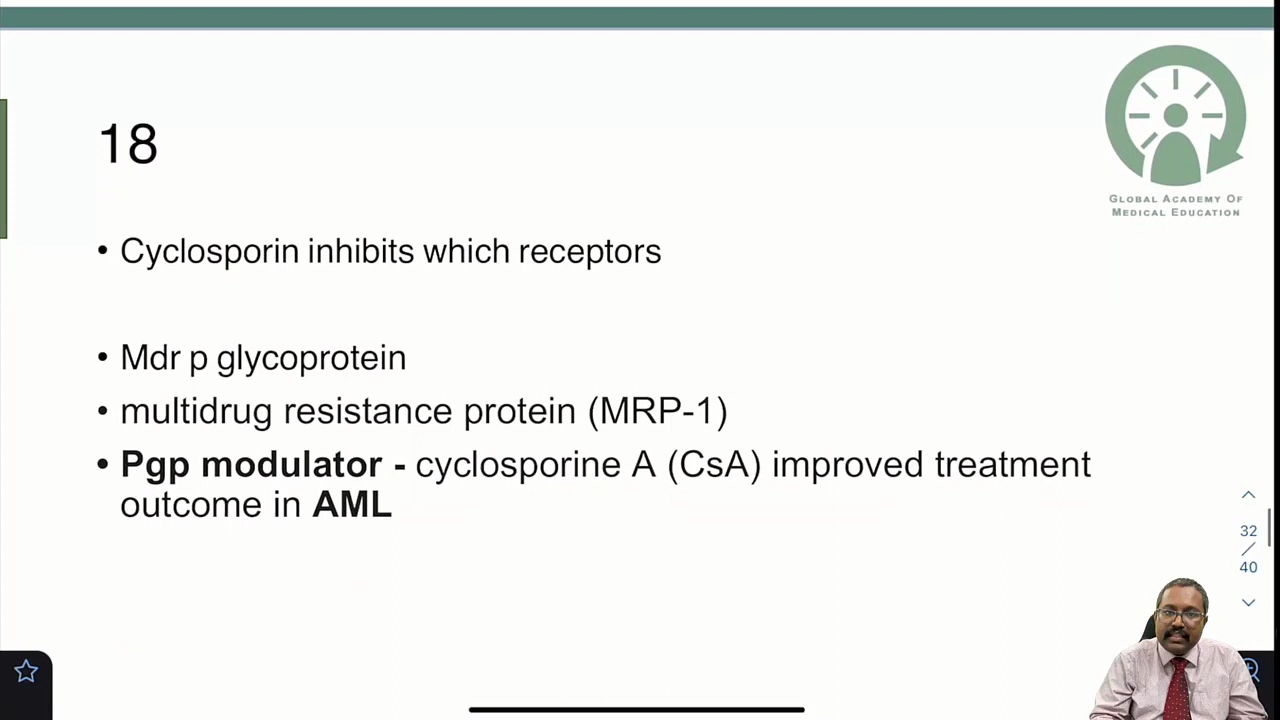 GLOBAL ACADEMY OF
MEDICAL EDUCATION
18
• Cyclosporin inhibits which receptors
• Mdr p glycoprotein
• multidrug resistance protein (MRP-1)
• Pgp modulator - cyclosporine A (CsA) improved treatment
outcome in AML
32
/
40